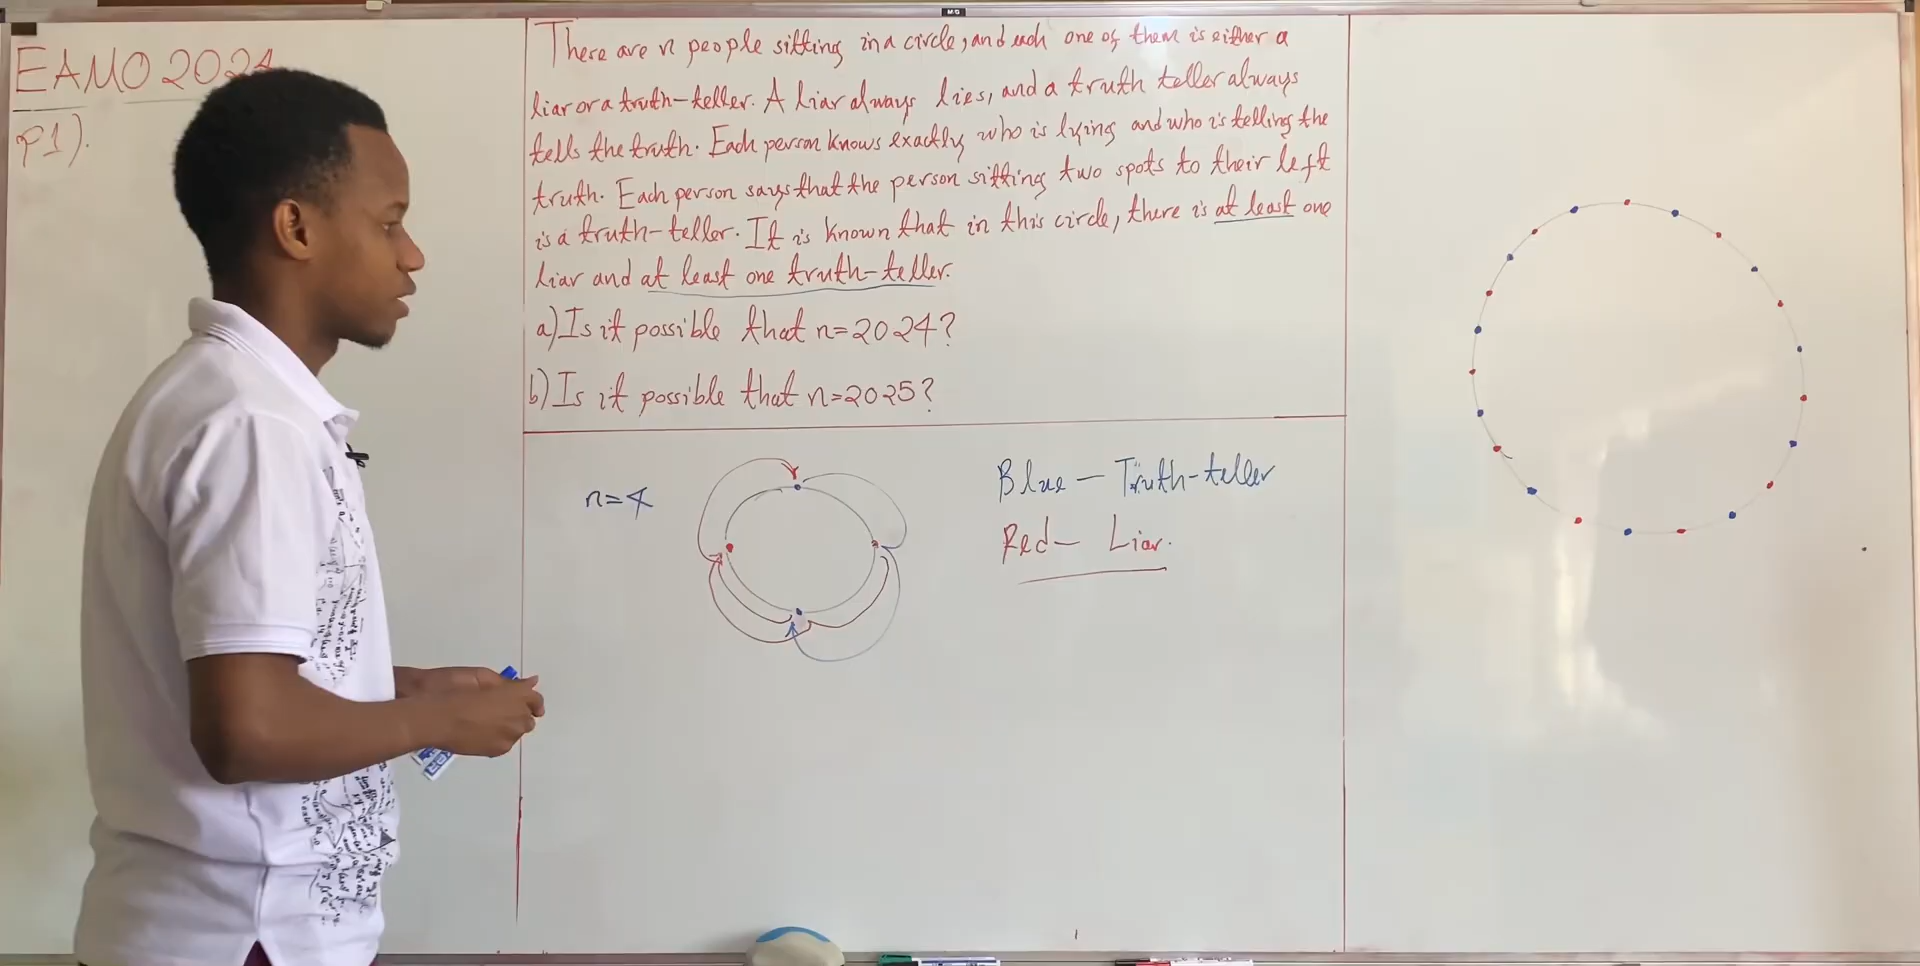 EAMO 2024
P1).
There are n people sitting in a circle, and each one of them is either a
liar or a truth-teller. A liar always lies, and a truth teller always
tells the truth. Each person knows exactly who is lying and who is telling the
truth. Each person says that the person sitting two spots to their left
is a truth-teller. It is known that in this circle, there is at least one
liar and at least one truth-teller.
a) Is it possible that n=2024?
b) Is it possible that n=2025?
n=4
Blue — Truth-teller
Red — Liar.